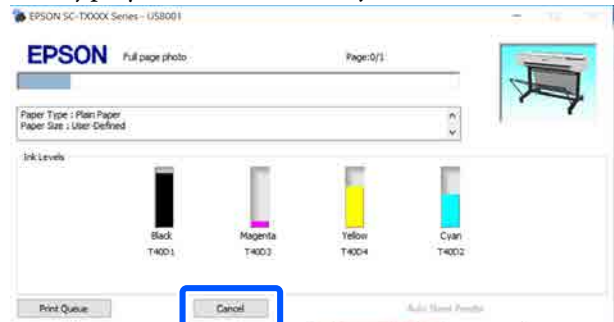 EPSON SC-TXXXX Series - USB001
EPSON Full page photo Page:0/1
Paper Type : Plain Paper
Paper Size : User-Defined
Ink Levels
Black Magenta Yellow Cyan
T40D1 T40D3 T40D4 T40D2
Print Queue Cancel Auto Sheet Feeder